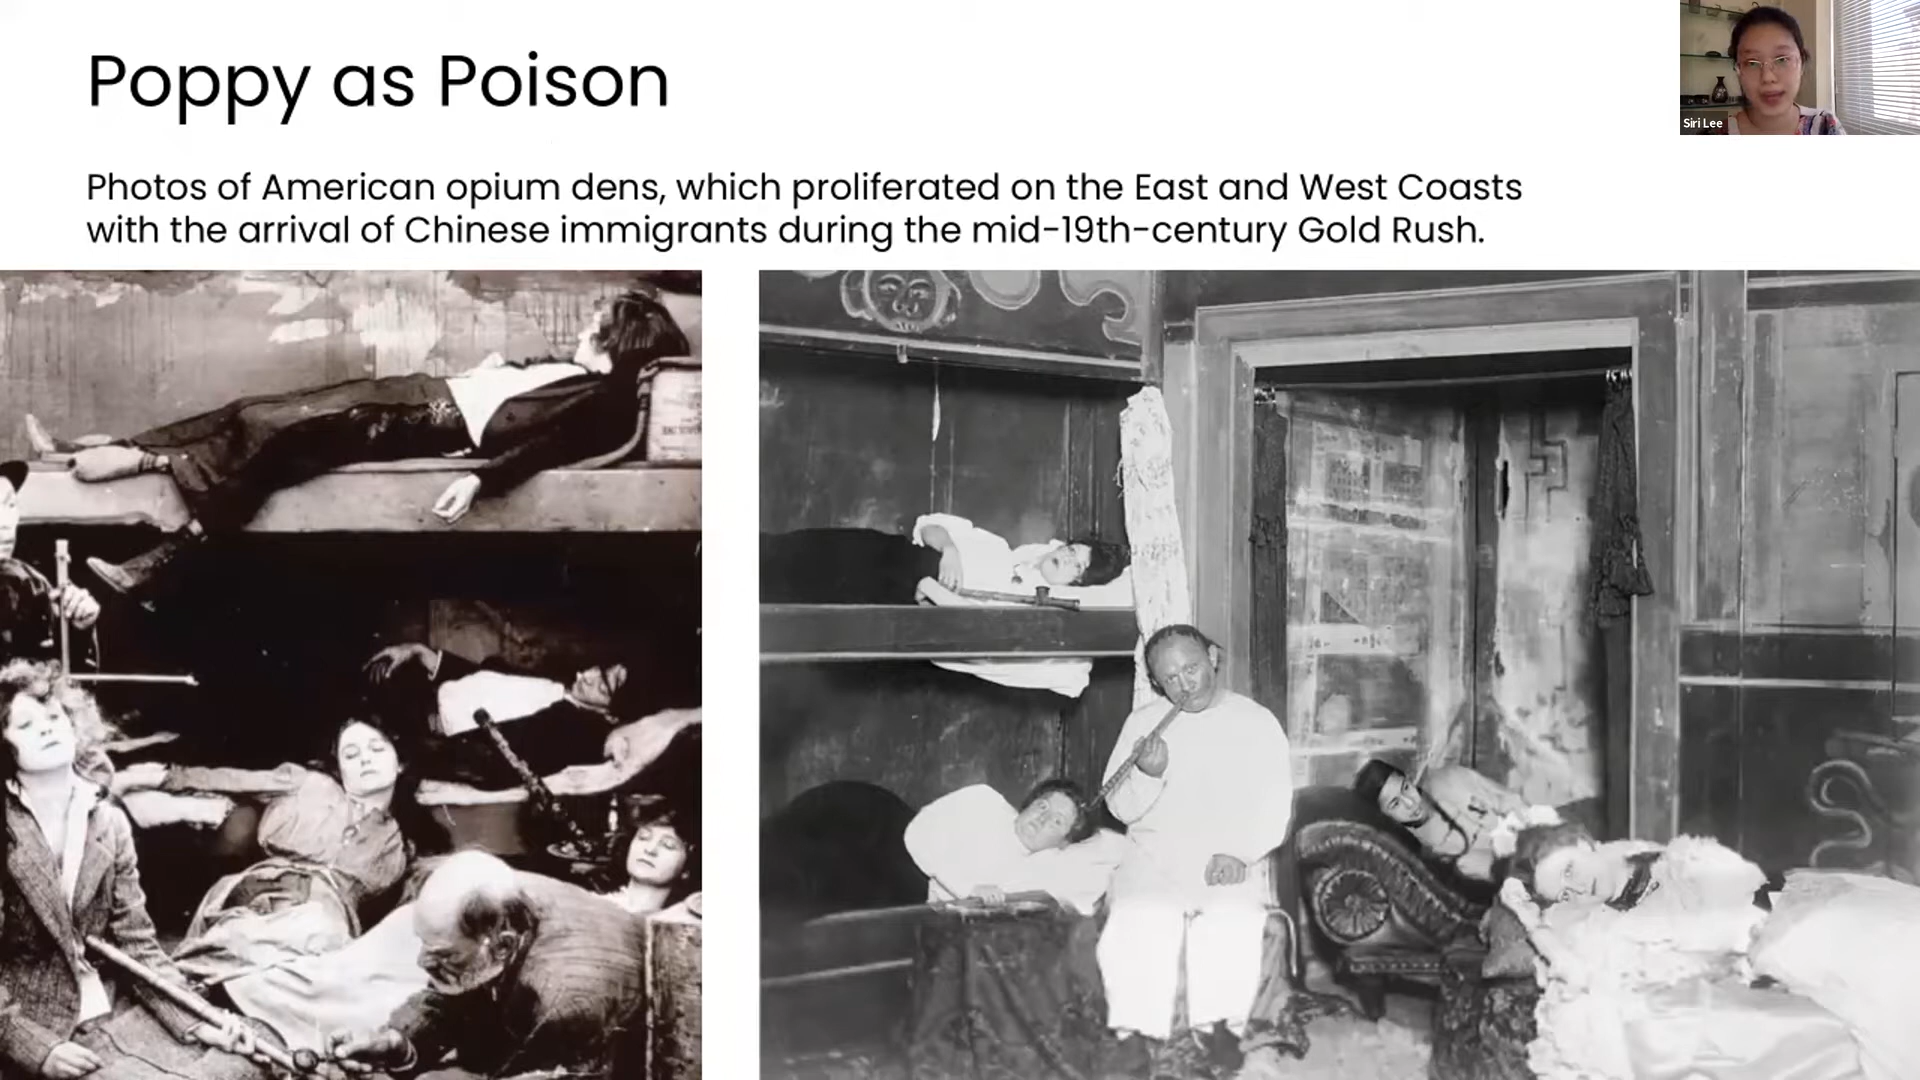 Poppy as Poison
Siri Lee
Photos of American opium dens, which proliferated on the East and West Coasts
with the arrival of Chinese immigrants during the mid-19th-century Gold Rush.